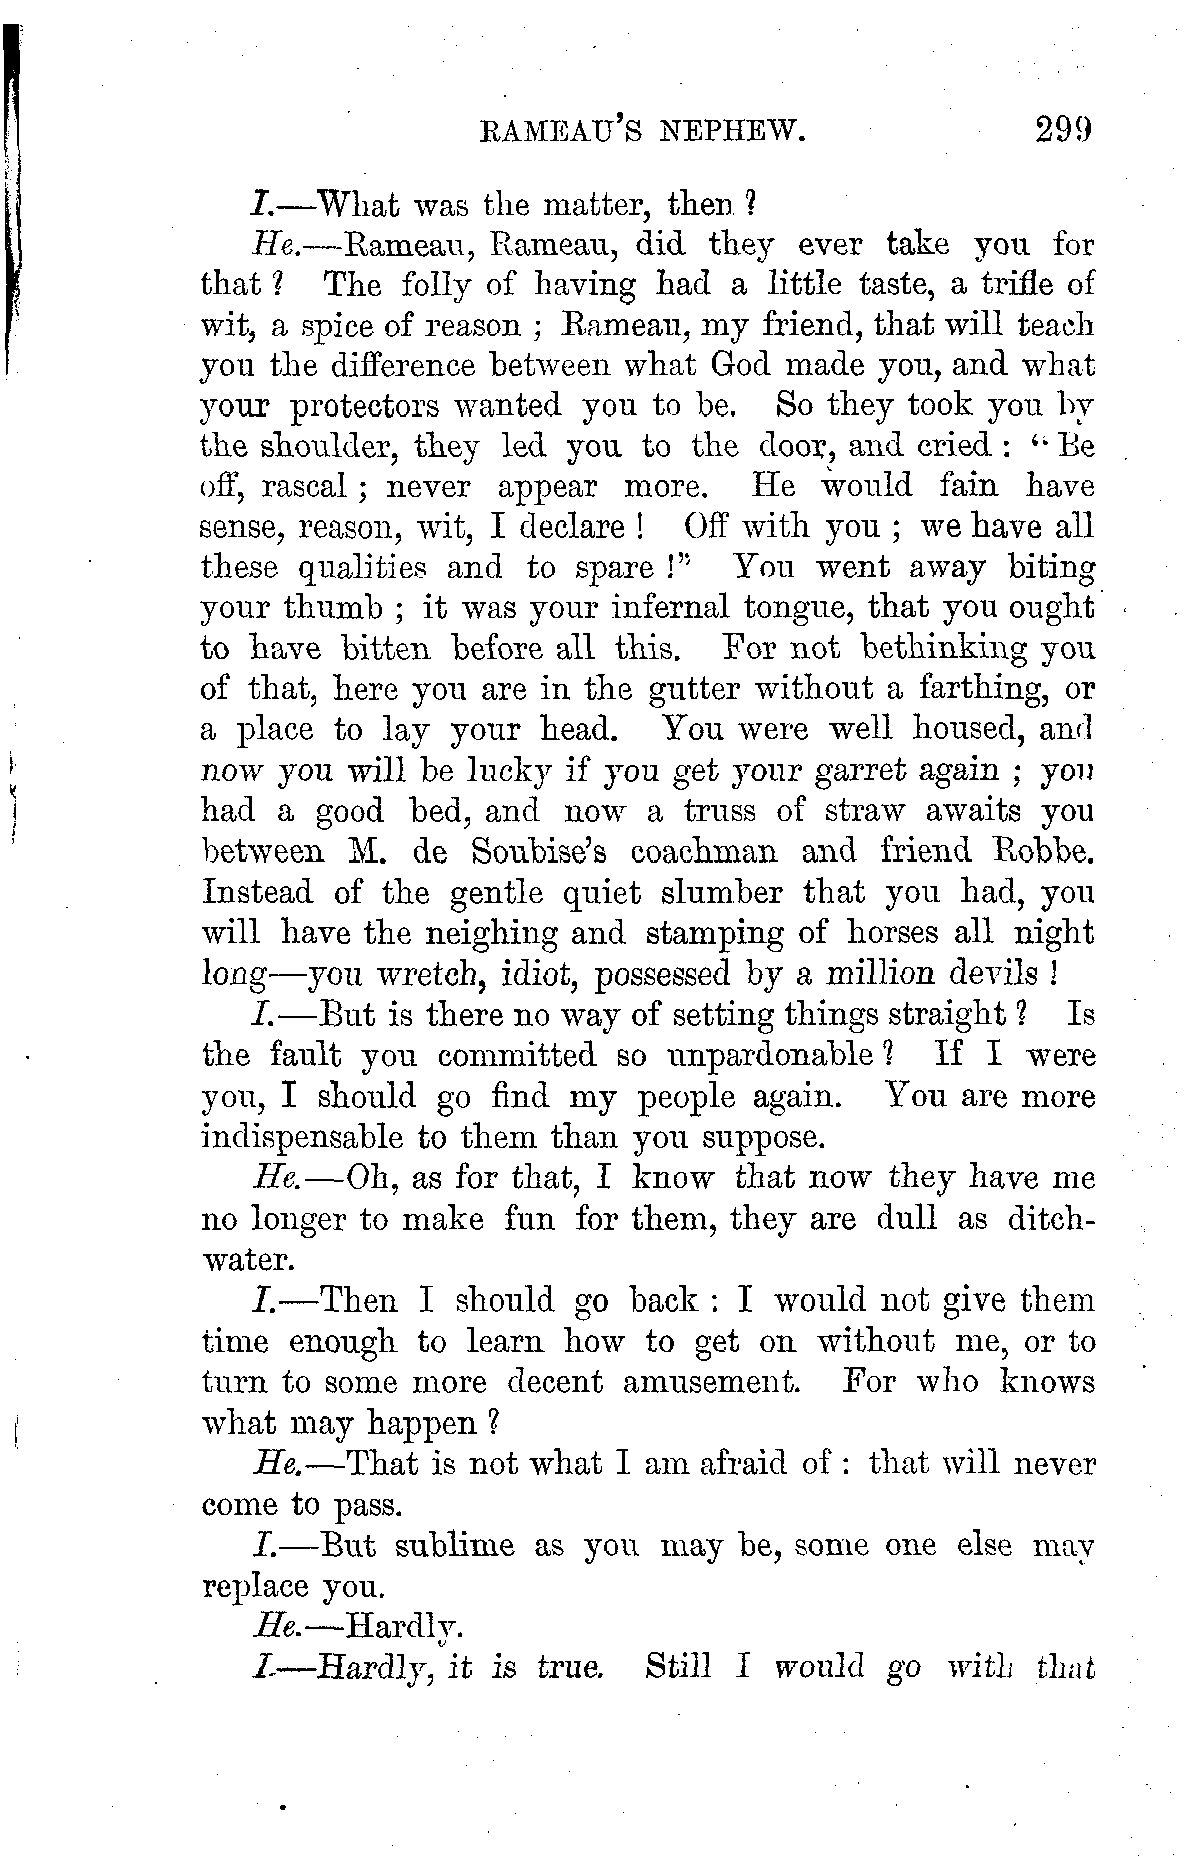 RAMEAU'S NEPHEW. 299
I.—What was the matter, then ?
He.—Rameau, Rameau, did they ever take you for
that ? The folly of having had a little taste, a trifle of
wit, a spice of reason ; Rameau, my friend, that will teach
you the difference between what God made you, and what
your protectors wanted you to be. So they took you by
the shoulder, they led you to the door, and cried : “ Be
off, rascal ; never appear more. He would fain have
sense, reason, wit, I declare ! Off with you ; we have all
these qualities and to spare !” You went away biting
your thumb ; it was your infernal tongue, that you ought
to have bitten before all this. For not bethinking you
of that, here you are in the gutter without a farthing, or
a place to lay your head. You were well housed, and
now you will be lucky if you get your garret again ; you
had a good bed, and now a truss of straw awaits you
between M. de Soubise's coachman and friend Robbe.
Instead of the gentle quiet slumber that you had, you
will have the neighing and stamping of horses all night
long—you wretch, idiot, possessed by a million devils !
I.—But is there no way of setting things straight ? Is
the fault you committed so unpardonable ? If I were
you, I should go find my people again. You are more
indispensable to them than you suppose.
He.—Oh, as for that, I know that now they have me
no longer to make fun for them, they are dull as ditch-
water.
I.—Then I should go back : I would not give them
time enough to learn how to get on without me, or to
turn to some more decent amusement. For who knows
what may happen ?
He.—That is not what I am afraid of : that will never
come to pass.
I.—But sublime as you may be, some one else may
replace you.
He.—Hardly.
I.—Hardly, it is true. Still I would go with that